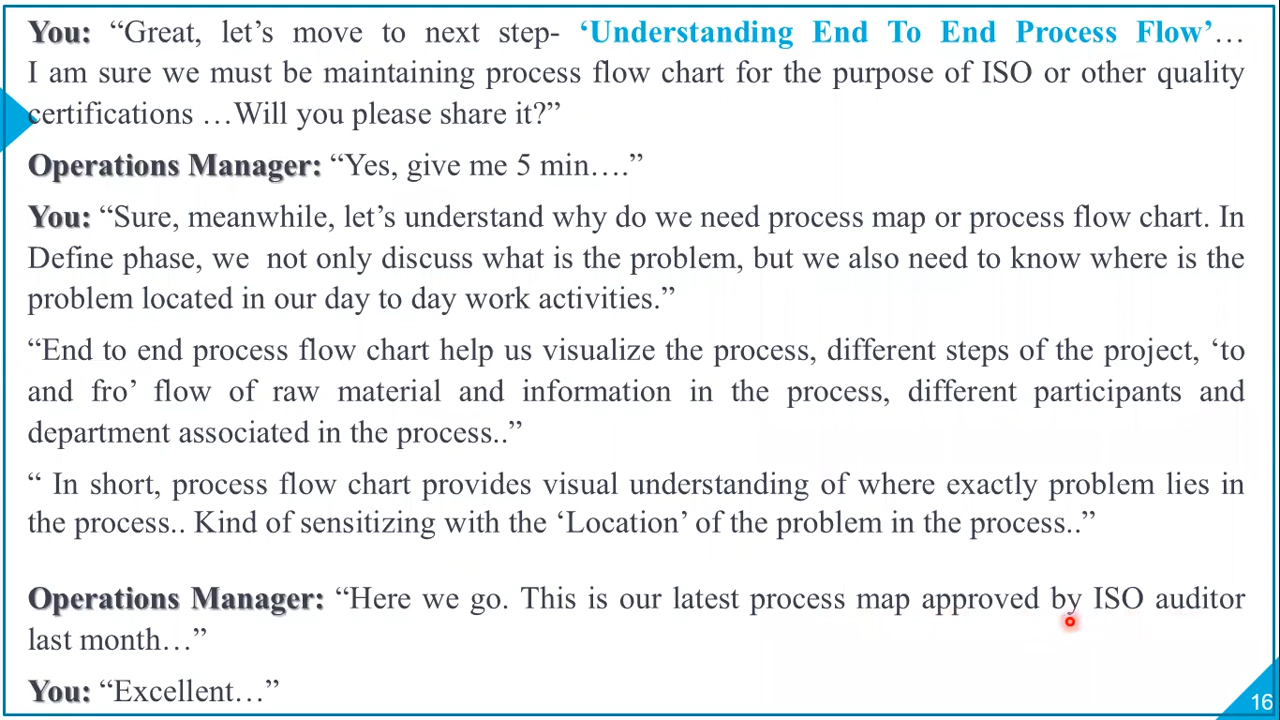 You: “Great, let’s move to next step- ‘Understanding End To End Process Flow’…
I am sure we must be maintaining process flow chart for the purpose of ISO or other quality
certifications …Will you please share it?”
Operations Manager: “Yes, give me 5 min….”
You: “Sure, meanwhile, let’s understand why do we need process map or process flow chart. In
Define phase, we not only discuss what is the problem, but we also need to know where is the
problem located in our day to day work activities.”
“End to end process flow chart help us visualize the process, different steps of the project, ‘to
and fro’ flow of raw material and information in the process, different participants and
department associated in the process..”
“ In short, process flow chart provides visual understanding of where exactly problem lies in
the process.. Kind of sensitizing with the ‘Location’ of the problem in the process..”
Operations Manager: “Here we go. This is our latest process map approved by ISO auditor
last month…”
You: “Excellent…”
16